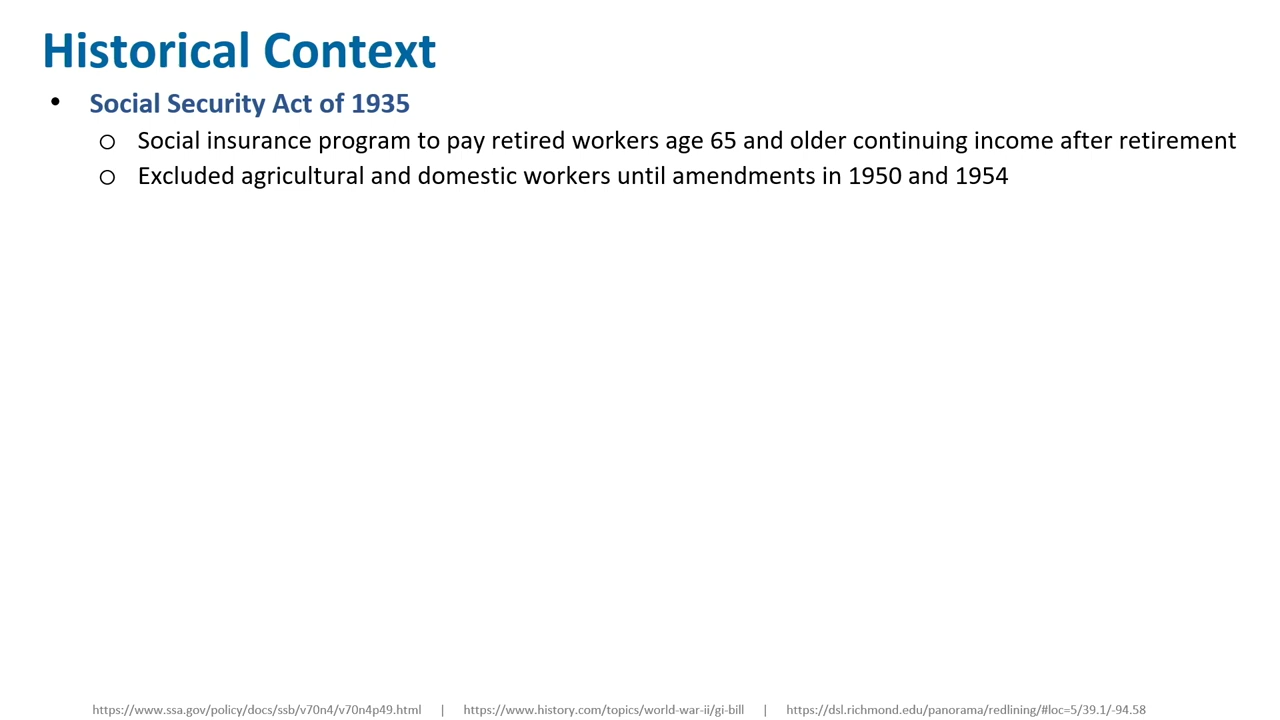 Historical Context
• Social Security Act of 1935
○ Social insurance program to pay retired workers age 65 and older continuing income after retirement
○ Excluded agricultural and domestic workers until amendments in 1950 and 1954
https://www.ssa.gov/policy/docs/ssb/v70n4/v70n4p49.html | https://www.history.com/topics/world-war-ii/gi-bill | https://dsl.richmond.edu/panorama/redlining/#loc=5/39.1/-94.58